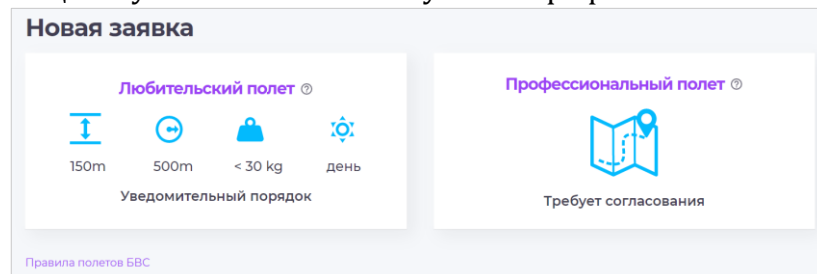 Новая заявка
Любительский полет
150m 500m < 30 kg день
Уведомительный порядок
Профессиональный полет
Требует согласования
Правила полетов БВС